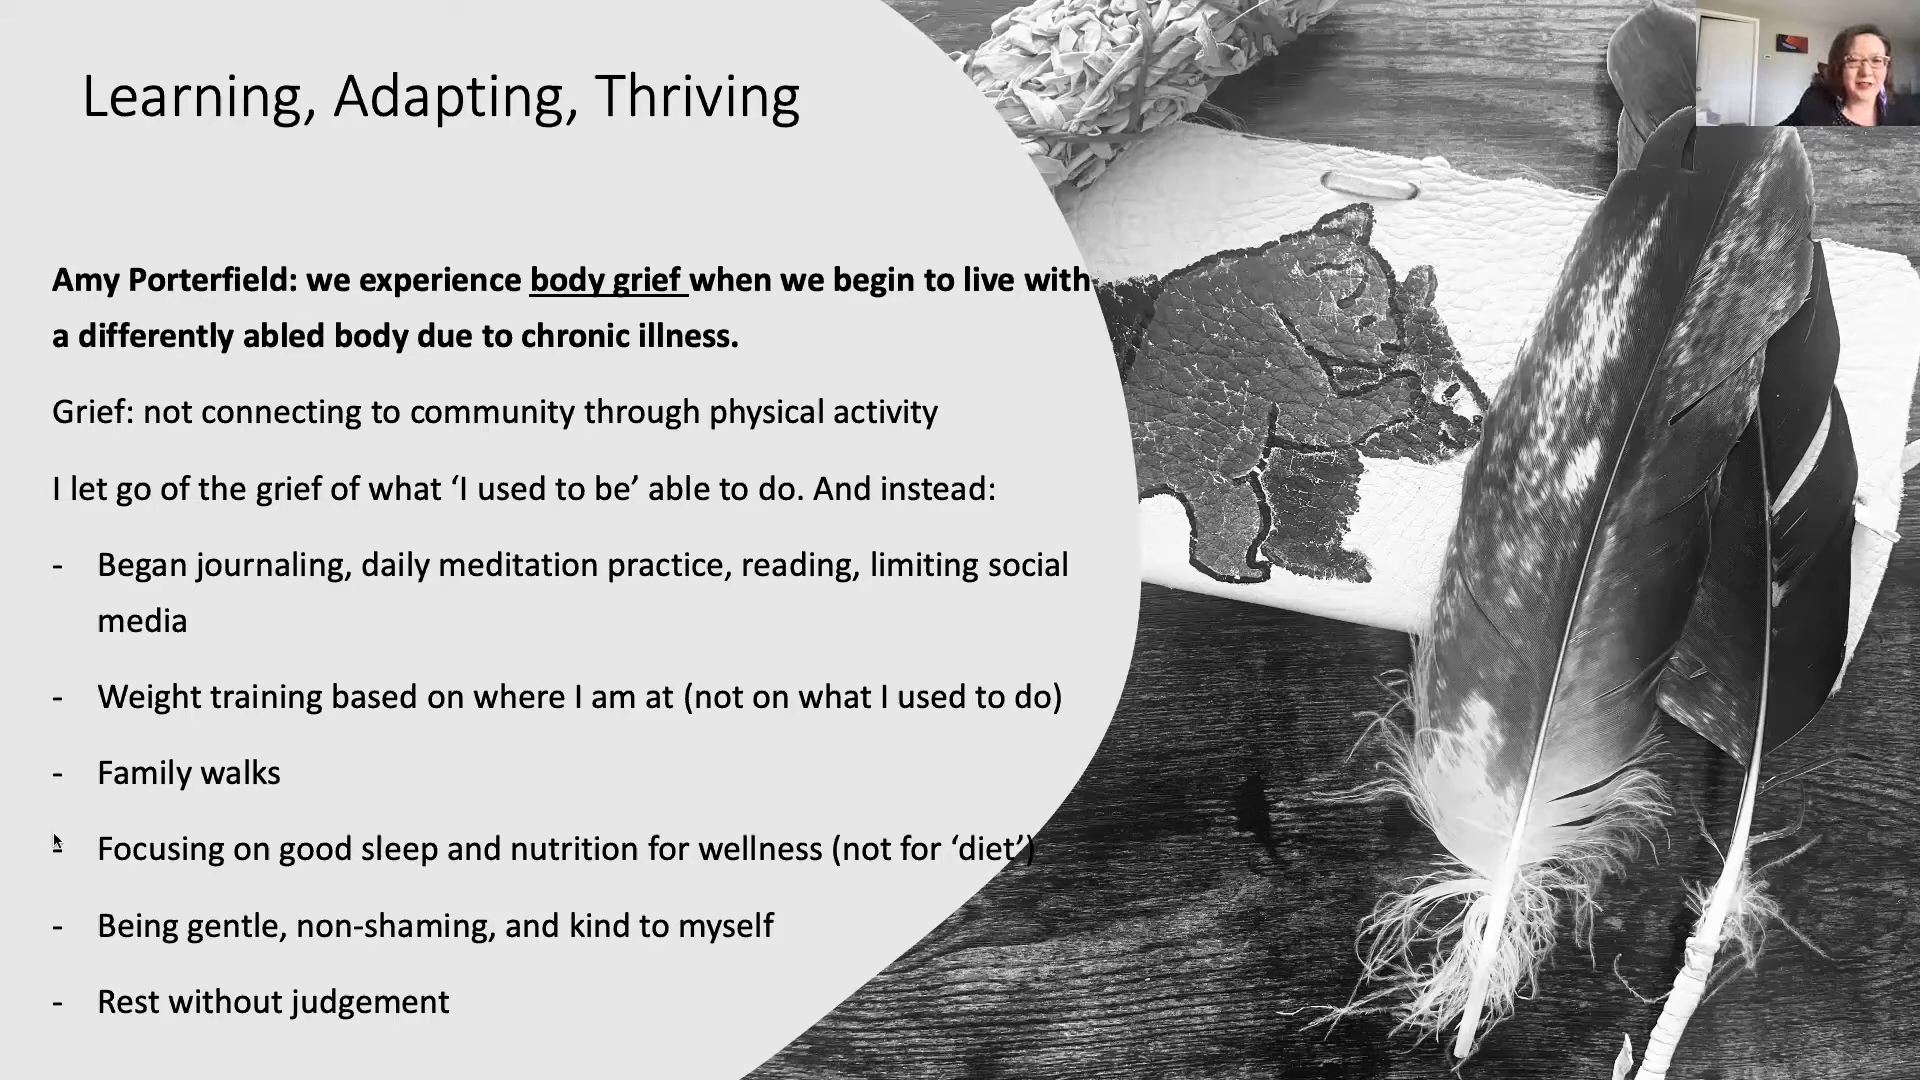 Learning, Adapting, Thriving
Amy Porterfield: we experience body grief when we begin to live with
a differently abled body due to chronic illness.
Grief: not connecting to community through physical activity
I let go of the grief of what ‘I used to be’ able to do. And instead:
- Began journaling, daily meditation practice, reading, limiting social
media
- Weight training based on where I am at (not on what I used to do)
- Family walks
- Focusing on good sleep and nutrition for wellness (not for ‘diet’)
- Being gentle, non-shaming, and kind to myself
- Rest without judgement